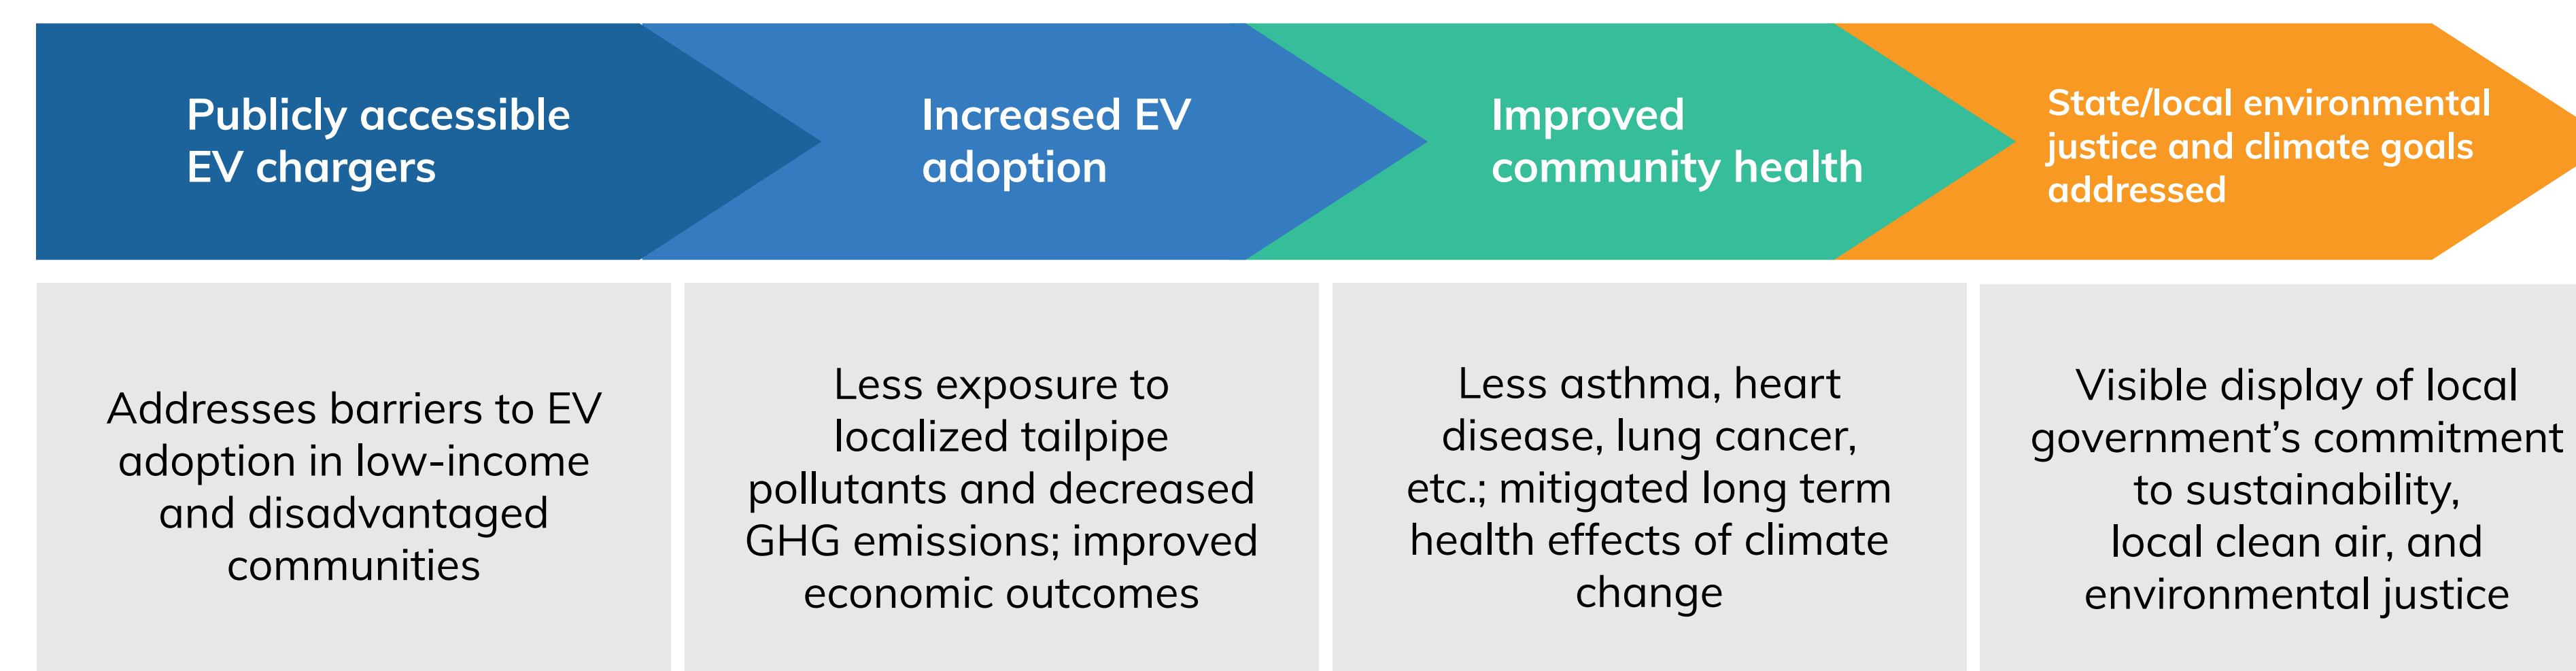 Publicly accessible
EV chargers
Increased EV
adoption
Improved
community health
State/local environmental
justice and climate goals
addressed
Addresses barriers to EV
adoption in low-income
and disadvantaged
communities
Less exposure to
localized tailpipe
pollutants and decreased
GHG emissions; improved
economic outcomes
Less asthma, heart
disease, lung cancer,
etc.; mitigated long term
health effects of climate
change
Visible display of local
government’s commitment
to sustainability,
local clean air, and
environmental justice